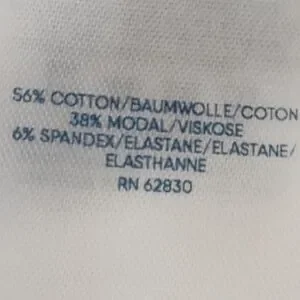 56% COTTON/BAUMWOLLE/COTON
38% MODAL/VISKOSE
6% SPANDEX/ELASTANE/ELASTANE/
ELASTHANNE
RN 62830